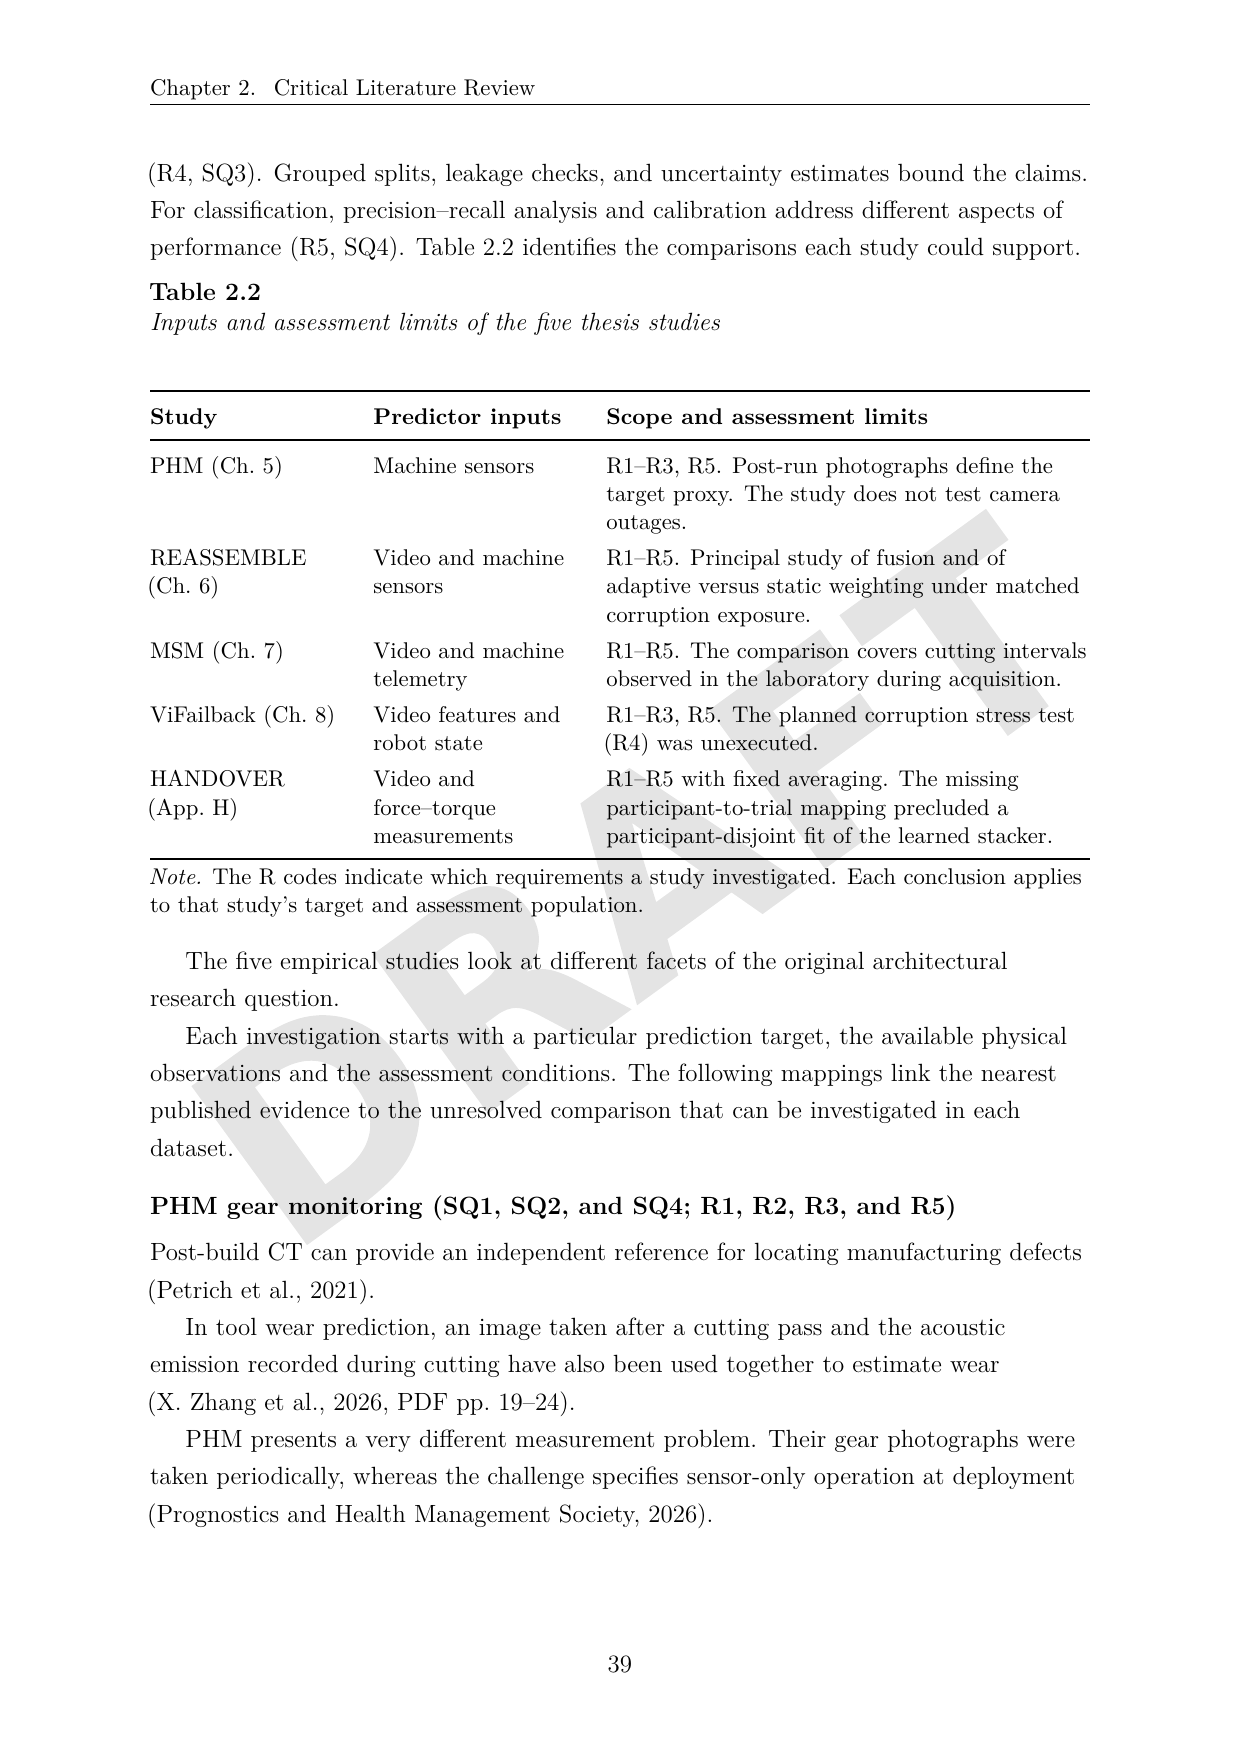 Chapter 2. Critical Literature Review
(R4, SQ3). Grouped splits, leakage checks, and uncertainty estimates bound the claims.
For classification, precision–recall analysis and calibration address different aspects of
performance (R5, SQ4). Table 2.2 identifies the comparisons each study could support.
Table 2.2
Inputs and assessment limits of the five thesis studies
Study Predictor inputs Scope and assessment limits
PHM (Ch. 5) Machine sensors R1–R3, R5. Post-run photographs define the
target proxy. The study does not test camera
outages.
REASSEMBLE Video and machine R1–R5. Principal study of fusion and of
(Ch. 6) sensors adaptive versus static weighting under matched
corruption exposure.
MSM (Ch. 7) Video and machine R1–R5. The comparison covers cutting intervals
telemetry observed in the laboratory during acquisition.
ViFailback (Ch. 8) Video features and R1–R3, R5. The planned corruption stress test
robot state (R4) was unexecuted.
HANDOVER Video and R1–R5 with fixed averaging. The missing
(App. H) force–torque participant-to-trial mapping precluded a
measurements participant-disjoint fit of the learned stacker.
Note. The R codes indicate which requirements a study investigated. Each conclusion applies
to that study's target and assessment population.
The five empirical studies look at different facets of the original architectural
research question.
Each investigation starts with a particular prediction target, the available physical
observations and the assessment conditions. The following mappings link the nearest
published evidence to the unresolved comparison that can be investigated in each
dataset.
PHM gear monitoring (SQ1, SQ2, and SQ4; R1, R2, R3, and R5)
Post-build CT can provide an independent reference for locating manufacturing defects
(Petrich et al., 2021).
In tool wear prediction, an image taken after a cutting pass and the acoustic
emission recorded during cutting have also been used together to estimate wear
(X. Zhang et al., 2026, PDF pp. 19–24).
PHM presents a very different measurement problem. Their gear photographs were
taken periodically, whereas the challenge specifies sensor-only operation at deployment
(Prognostics and Health Management Society, 2026).
39
DRAFT